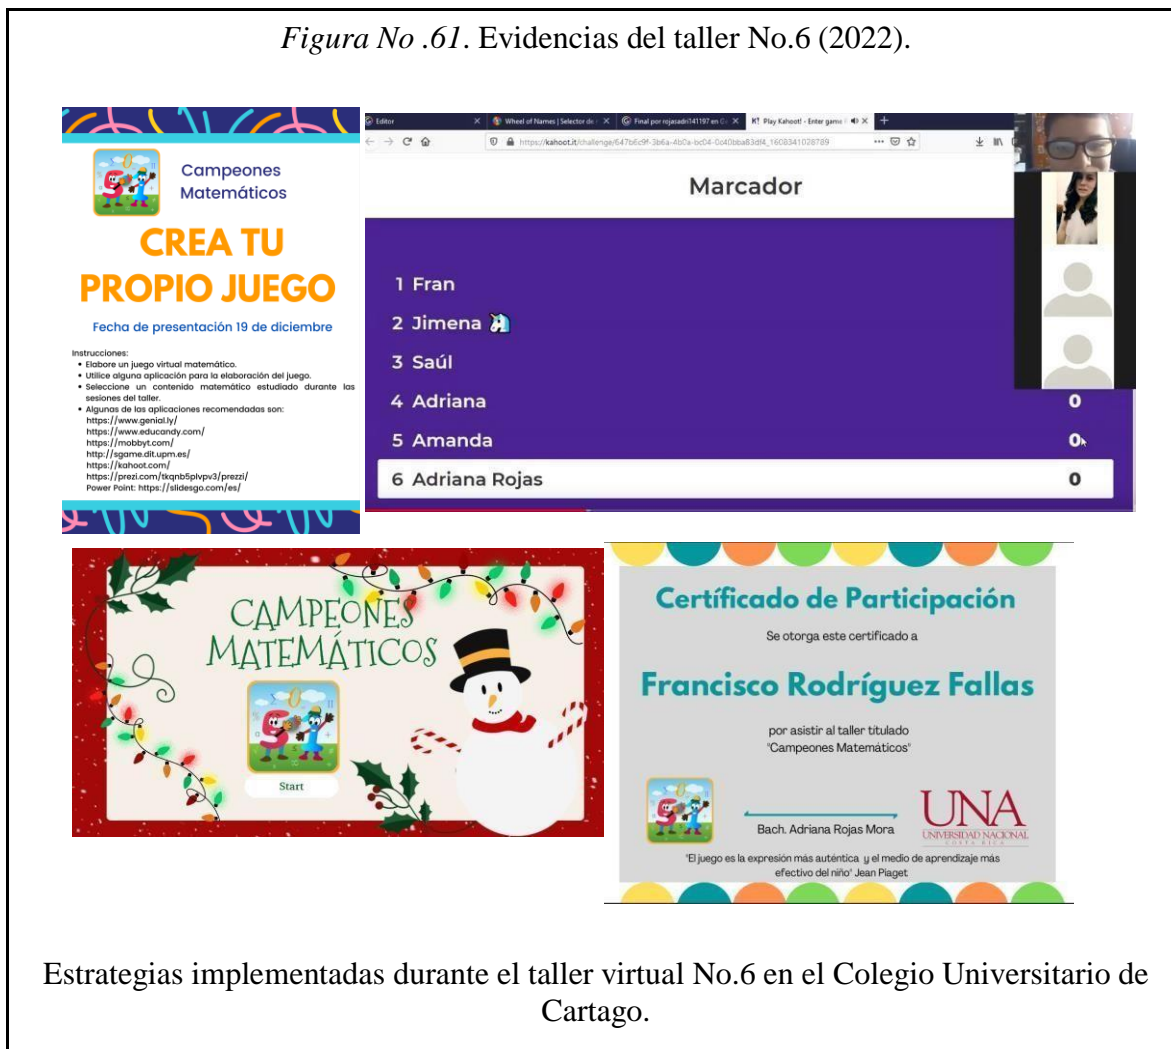 Figura No .61. Evidencias del taller No.6 (2022).
Campeones
Matemáticos
CREA TU
PROPIO JUEGO
Fecha de presentación 19 de diciembre
Instrucciones:
• Elabore un juego virtual matemático.
• Utilice alguna aplicación para la elaboración del juego.
• Seleccione un contenido matemático estudiado durante las
sesiones del taller.
• Algunas de las aplicaciones recomendadas son:
https://www.genial.ly/
https://www.educandy.com/
https://mobbyt.com/
http://sgame.dit.upm.es/
https://kahoot.com/
https://prezi.com/tkqnb5plvpv3/prezzi/
Power Point: https://slidesgo.com/es/
Editor
Wheel of Names | Selector de
Final por rojasadri141197 en
Play Kahoot! - Enter game
Marcador
1 Fran
2 Jimena
3 Saúl
4 Adriana 0
5 Amanda 0
6 Adriana Rojas 0
CAMPEONES
MATEMÁTICOS
Start
Certíficado de Participación
Se otorga este certificado a
Francisco Rodríguez Fallas
por asistir al taller titulado
"Campeones Matemáticos"
Bach. Adriana Rojas Mora
UNA
UNIVERSIDAD NACIONAL
COSTA RICA
"El juego es la expresión más auténtica y el medio de aprendizaje más
efectivo del niño" Jean Piaget
Estrategias implementadas durante el taller virtual No.6 en el Colegio Universitario de
Cartago.